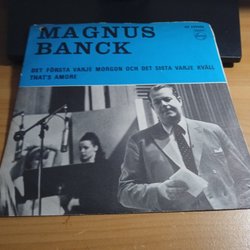 MAGNUS
BANCK
DET FÖRSTA VARJE MORGON OCH DET SISTA VARJE KVÄLL
THAT'S AMORE